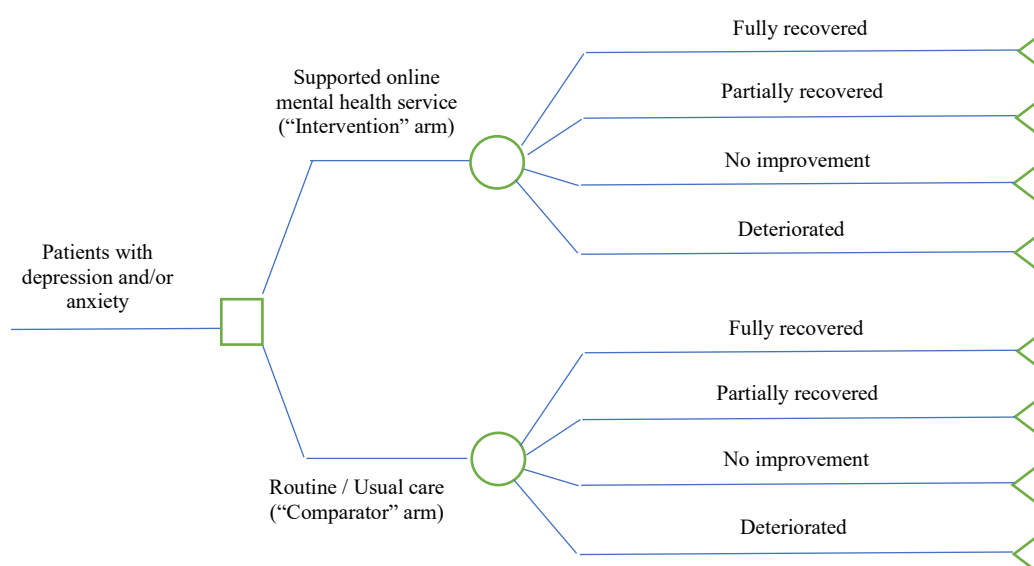 Fully recovered
Supported online
mental health service
(“Intervention” arm)
Partially recovered
No improvement
Deteriorated
Patients with
depression and/or
anxiety
Fully recovered
Partially recovered
No improvement
Routine / Usual care
(“Comparator” arm)
Deteriorated